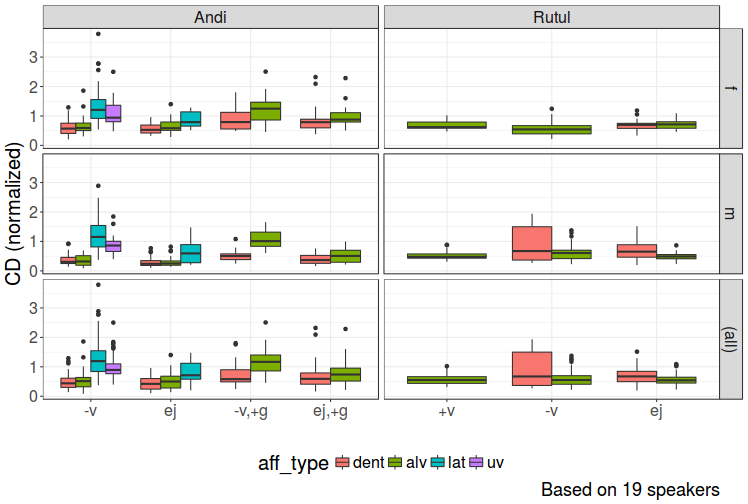 Andi Rutul
CD (normalized)
3
2
1
0
f
3
2
1
0
m
3
2
1
0
(all)
-v ej -v,+g ej,+g +v -v ej
aff_type dent alv lat uv
Based on 19 speakers